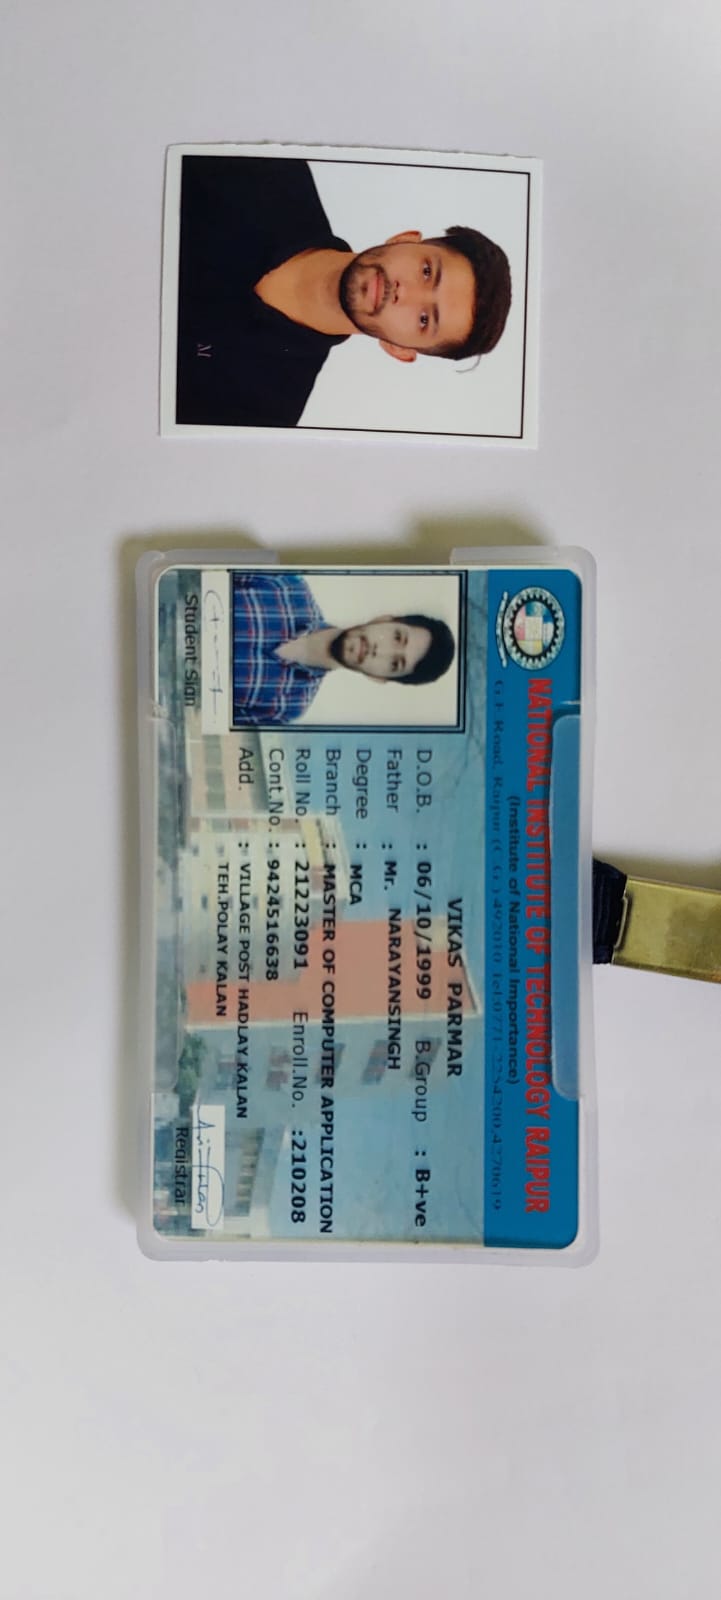 M
NATIONAL INSTITUTE OF TECHNOLOGY RAIPUR
(Institute of National Importance)
G.E. Road, Raipur (C.G.) 492010 Tel:0771-2254200,4270619
VIKAS PARMAR
D.O.B. : 06/10/1999 B.Group : B+ve
Father : Mr. NARAYANSINGH
Degree : MCA
Branch : MASTER OF COMPUTER APPLICATION
Roll No. : 21223091 Enroll.No. :210208
Cont.No. : 9424516638
Add. : VILLAGE POST HADLAY KALAN
TEH.POLAY KALAN
Student Sign
Registrar